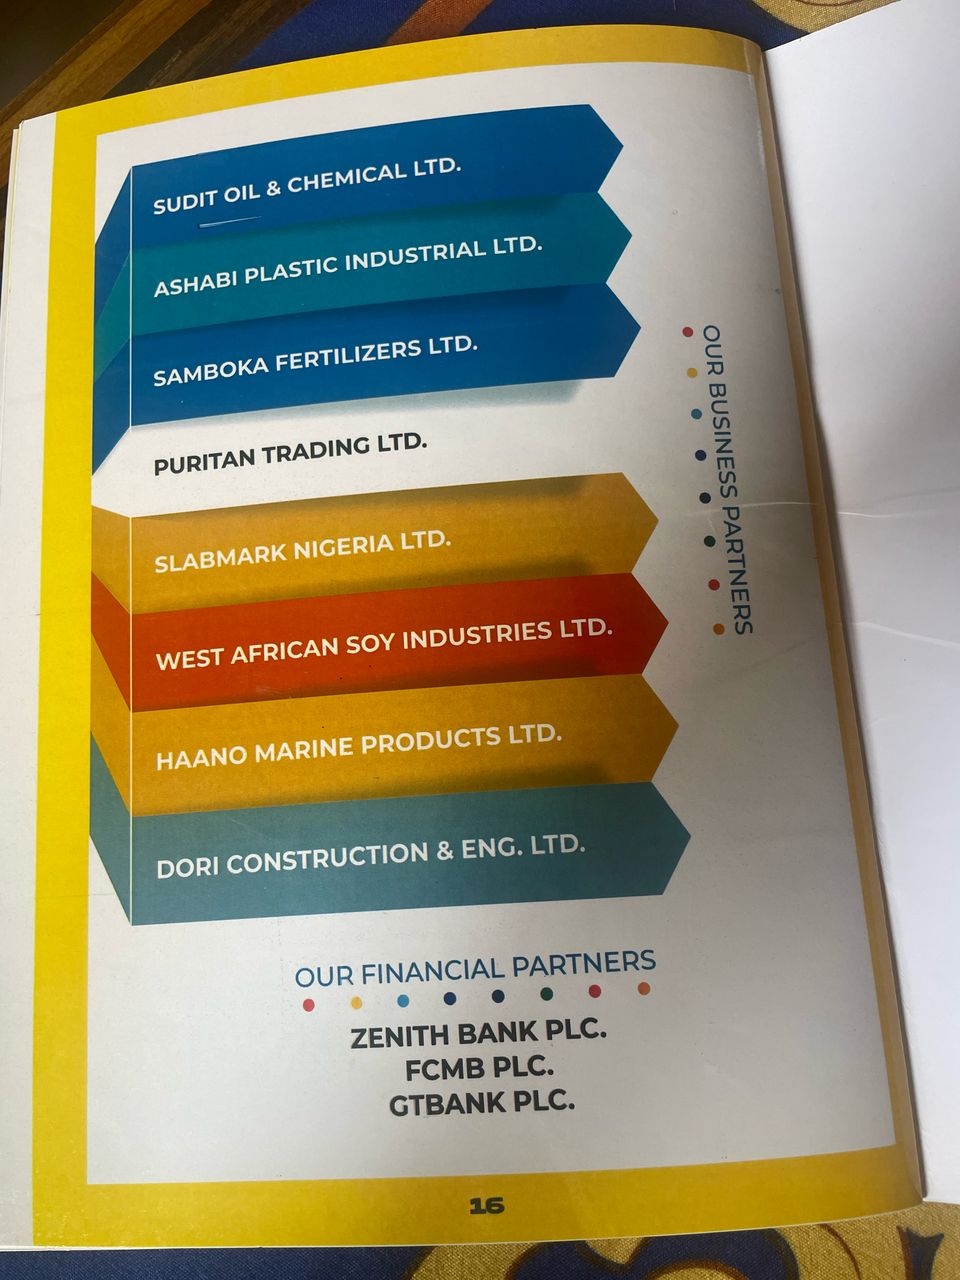 SUDIT OIL & CHEMICAL LTD.
ASHABI PLASTIC INDUSTRIAL LTD.
SAMBOKA FERTILIZERS LTD.
PURITAN TRADING LTD.
SLABMARK NIGERIA LTD.
WEST AFRICAN SOY INDUSTRIES LTD.
HAANO MARINE PRODUCTS LTD.
DORI CONSTRUCTION & ENG. LTD.
OUR BUSINESS PARTNERS
OUR FINANCIAL PARTNERS
ZENITH BANK PLC.
FCMB PLC.
GTBANK PLC.
16